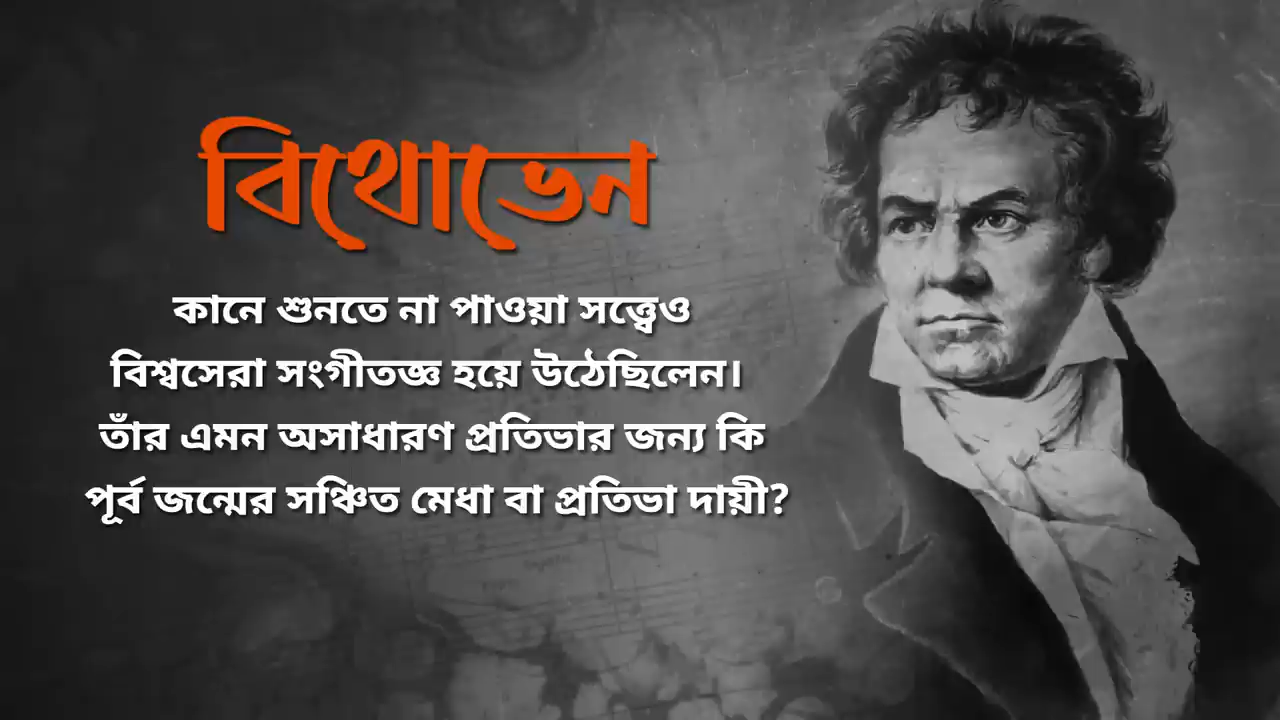 বিথোভেন
কানে শুনতে না পাওয়া সত্ত্বেও
বিশ্বসেরা সংগীতজ্ঞ হয়ে উঠেছিলেন।
তাঁর এমন অসাধারণ প্রতিভার জন্য কি
পূর্ব জন্মের সঞ্চিত মেধা বা প্রতিভা দায়ী?